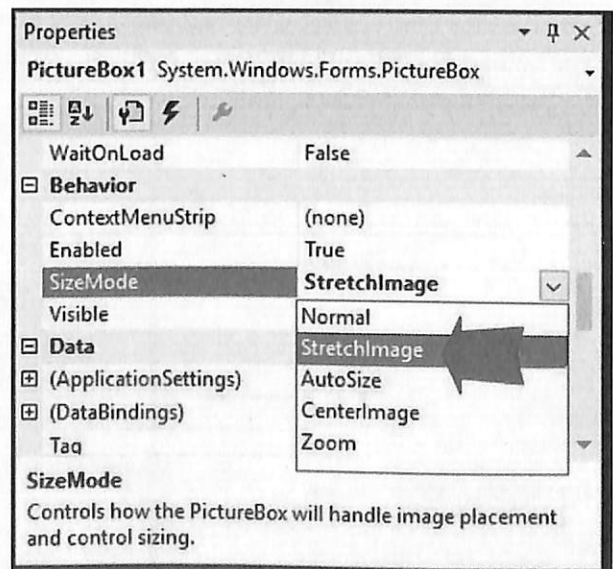 Properties
PictureBox1 System.Windows.Forms.PictureBox
WaitOnLoad False
Behavior
ContextMenuStrip (none)
Enabled True
SizeMode StretchImage
Visible Normal
Data StretchImage
(ApplicationSettings) AutoSize
(DataBindings) CenterImage
Tag Zoom
SizeMode
Controls how the PictureBox will handle image placement
and control sizing.